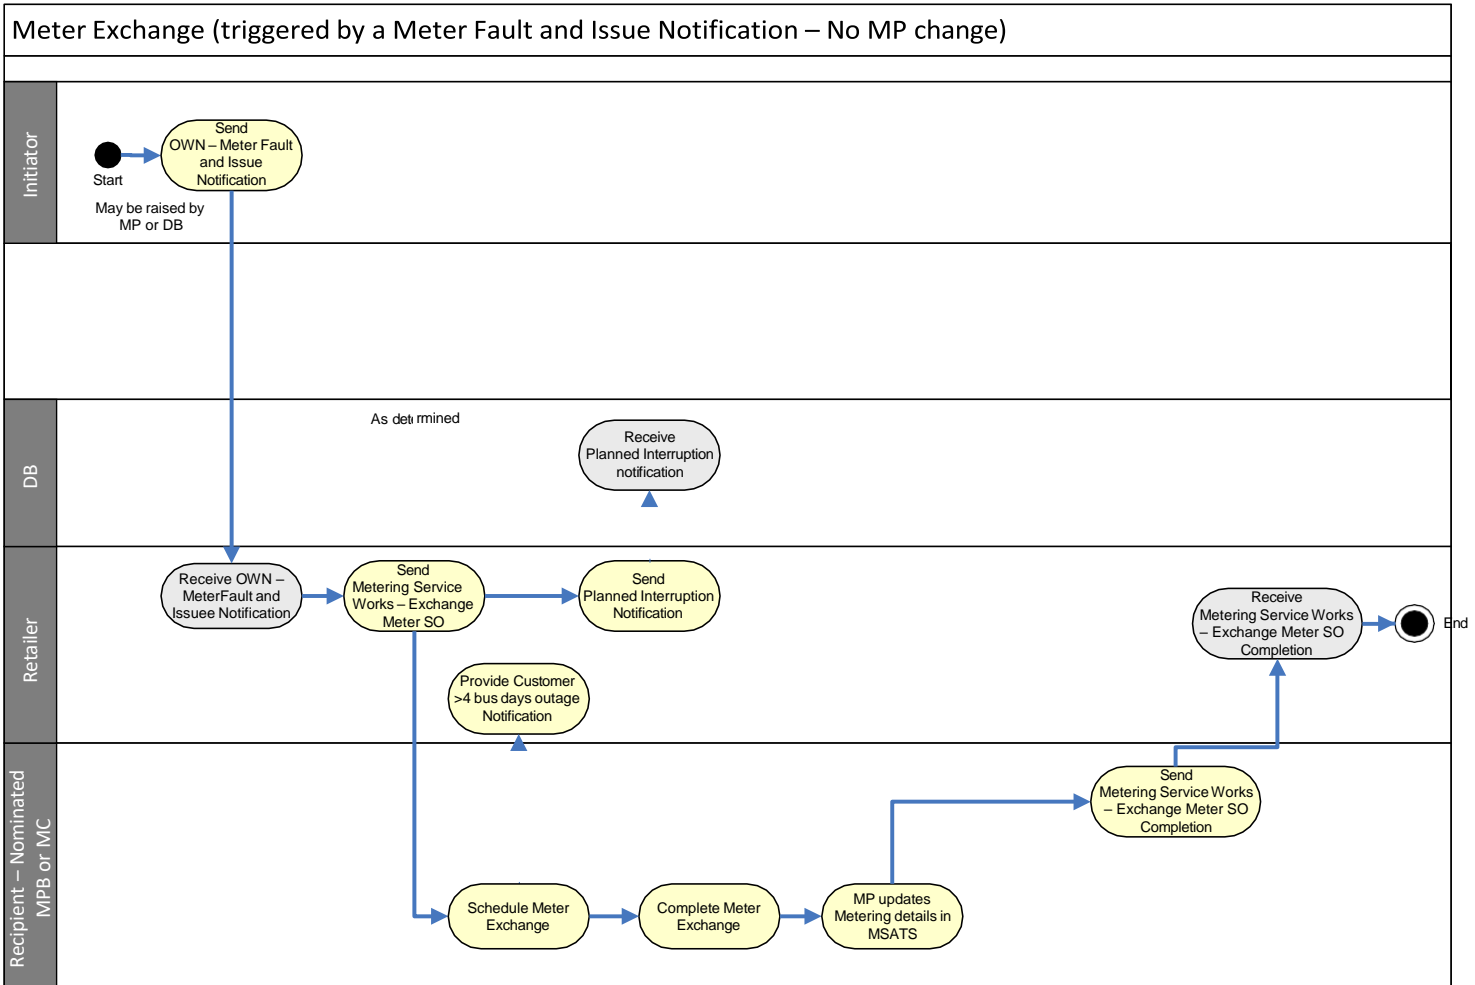 Meter Exchange (triggered by a Meter Fault and Issue Notification – No MP change)
Initiator
Start
Send
OWN – Meter Fault
and Issue
Notification
May be raised by
MP or DB
DB
As determined
Receive
Planned Interruption
notification
Retailer
Receive OWN –
MeterFault and
Issuee Notification
Send
Metering Service
Works – Exchange
Meter SO
Send
Planned Interruption
Notification
Provide Customer
>4 bus days outage
Notification
Receive
Metering Service Works
– Exchange Meter SO
Completion
End
Recipient – Nominated
MPB or MC
Send
Metering Service Works
– Exchange Meter SO
Completion
Schedule Meter
Exchange
Complete Meter
Exchange
MP updates
Metering details in
MSATS